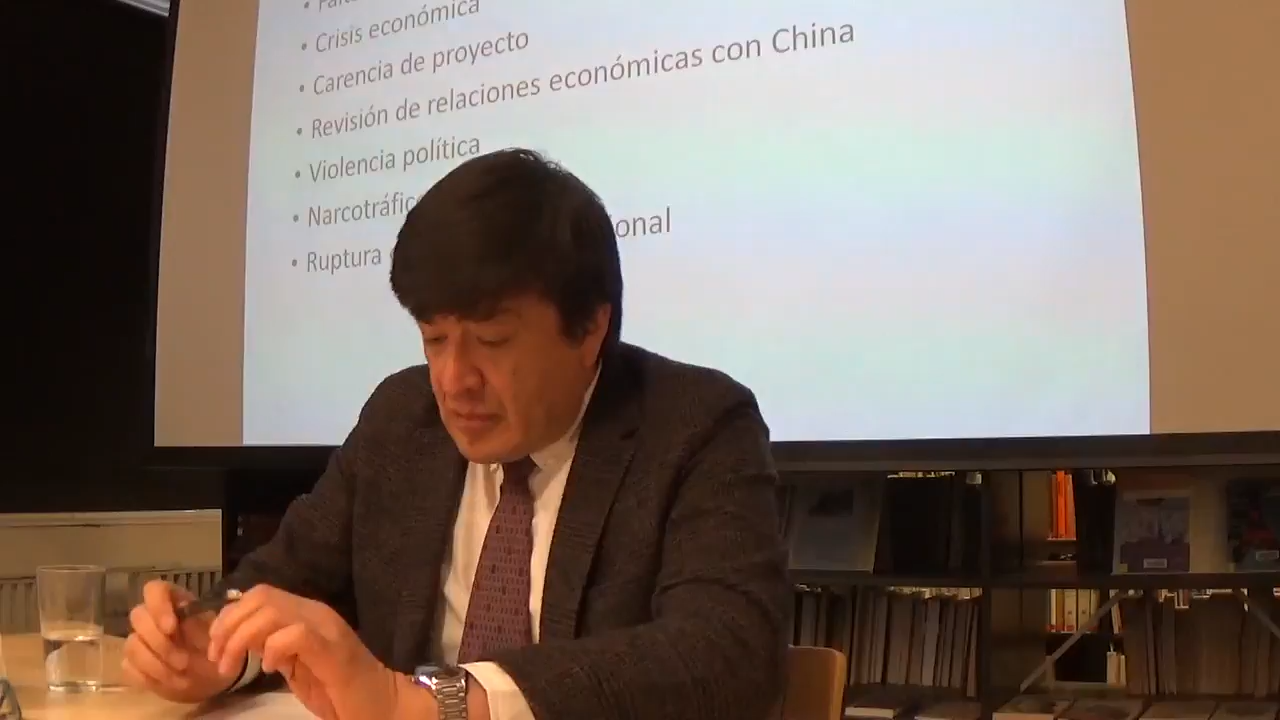 • Crisis económica
• Carencia de proyecto
• Revisión de relaciones económicas con China
• Violencia política
• Narcotráfic
• Ruptura onal